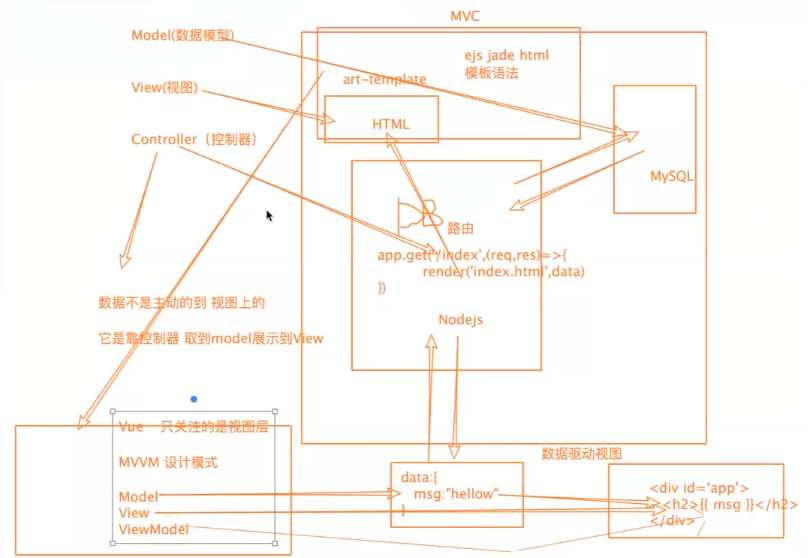 MVC
Model(数据模型)
ejs jade html
模板语法
art-template
View(视图)
HTML
Controller（控制器）
MySQL
路由
app.get('/index',(req,res)=>{
render('index.html',data)
})
数据不是主动的到 视图上的
Nodejs
它是靠控制器 取到model展示到View
Vue 只关注的是视图层
数据驱动视图
MVVM 设计模式
data:{
msg:"hellow"
}
<div id='app'>
<h2>{{ msg }}</h2>
</div>
Model
View
ViewModel